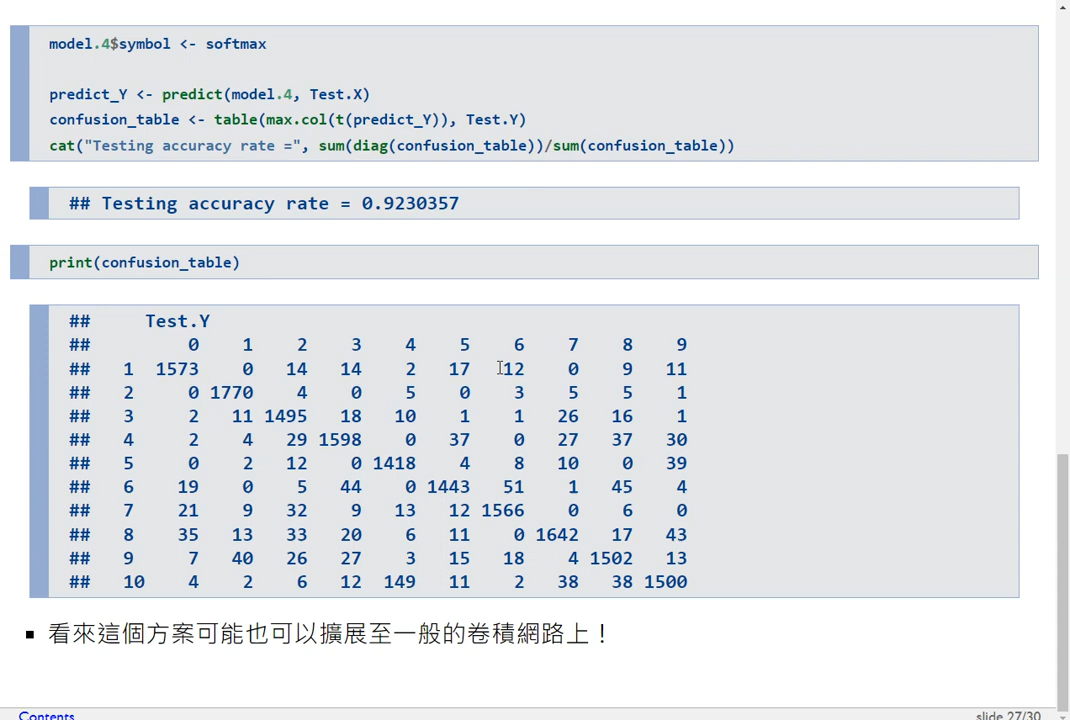 model.4$symbol <- softmax
predict_Y <- predict(model.4, Test.X)
confusion_table <- table(max.col(t(predict_Y)), Test.Y)
cat("Testing accuracy rate =", sum(diag(confusion_table))/sum(confusion_table))
## Testing accuracy rate = 0.9230357
print(confusion_table)
## Test.Y
## 0 1 2 3 4 5 6 7 8 9
## 1 1573 0 14 14 2 17 12 0 9 11
## 2 0 1770 4 0 5 0 3 5 5 1
## 3 2 11 1495 18 10 1 1 26 16 1
## 4 2 4 29 1598 0 37 0 27 37 30
## 5 0 2 12 0 1418 4 8 10 0 39
## 6 19 0 5 44 0 1443 51 1 45 4
## 7 21 9 32 9 13 12 1566 0 6 0
## 8 35 13 33 20 6 11 0 1642 17 43
## 9 7 40 26 27 3 15 18 4 1502 13
## 10 4 2 6 12 149 11 2 38 38 1500
▪ 看來這個方案可能也可以擴展至一般的卷積網路上！
Contents
slide 27/30